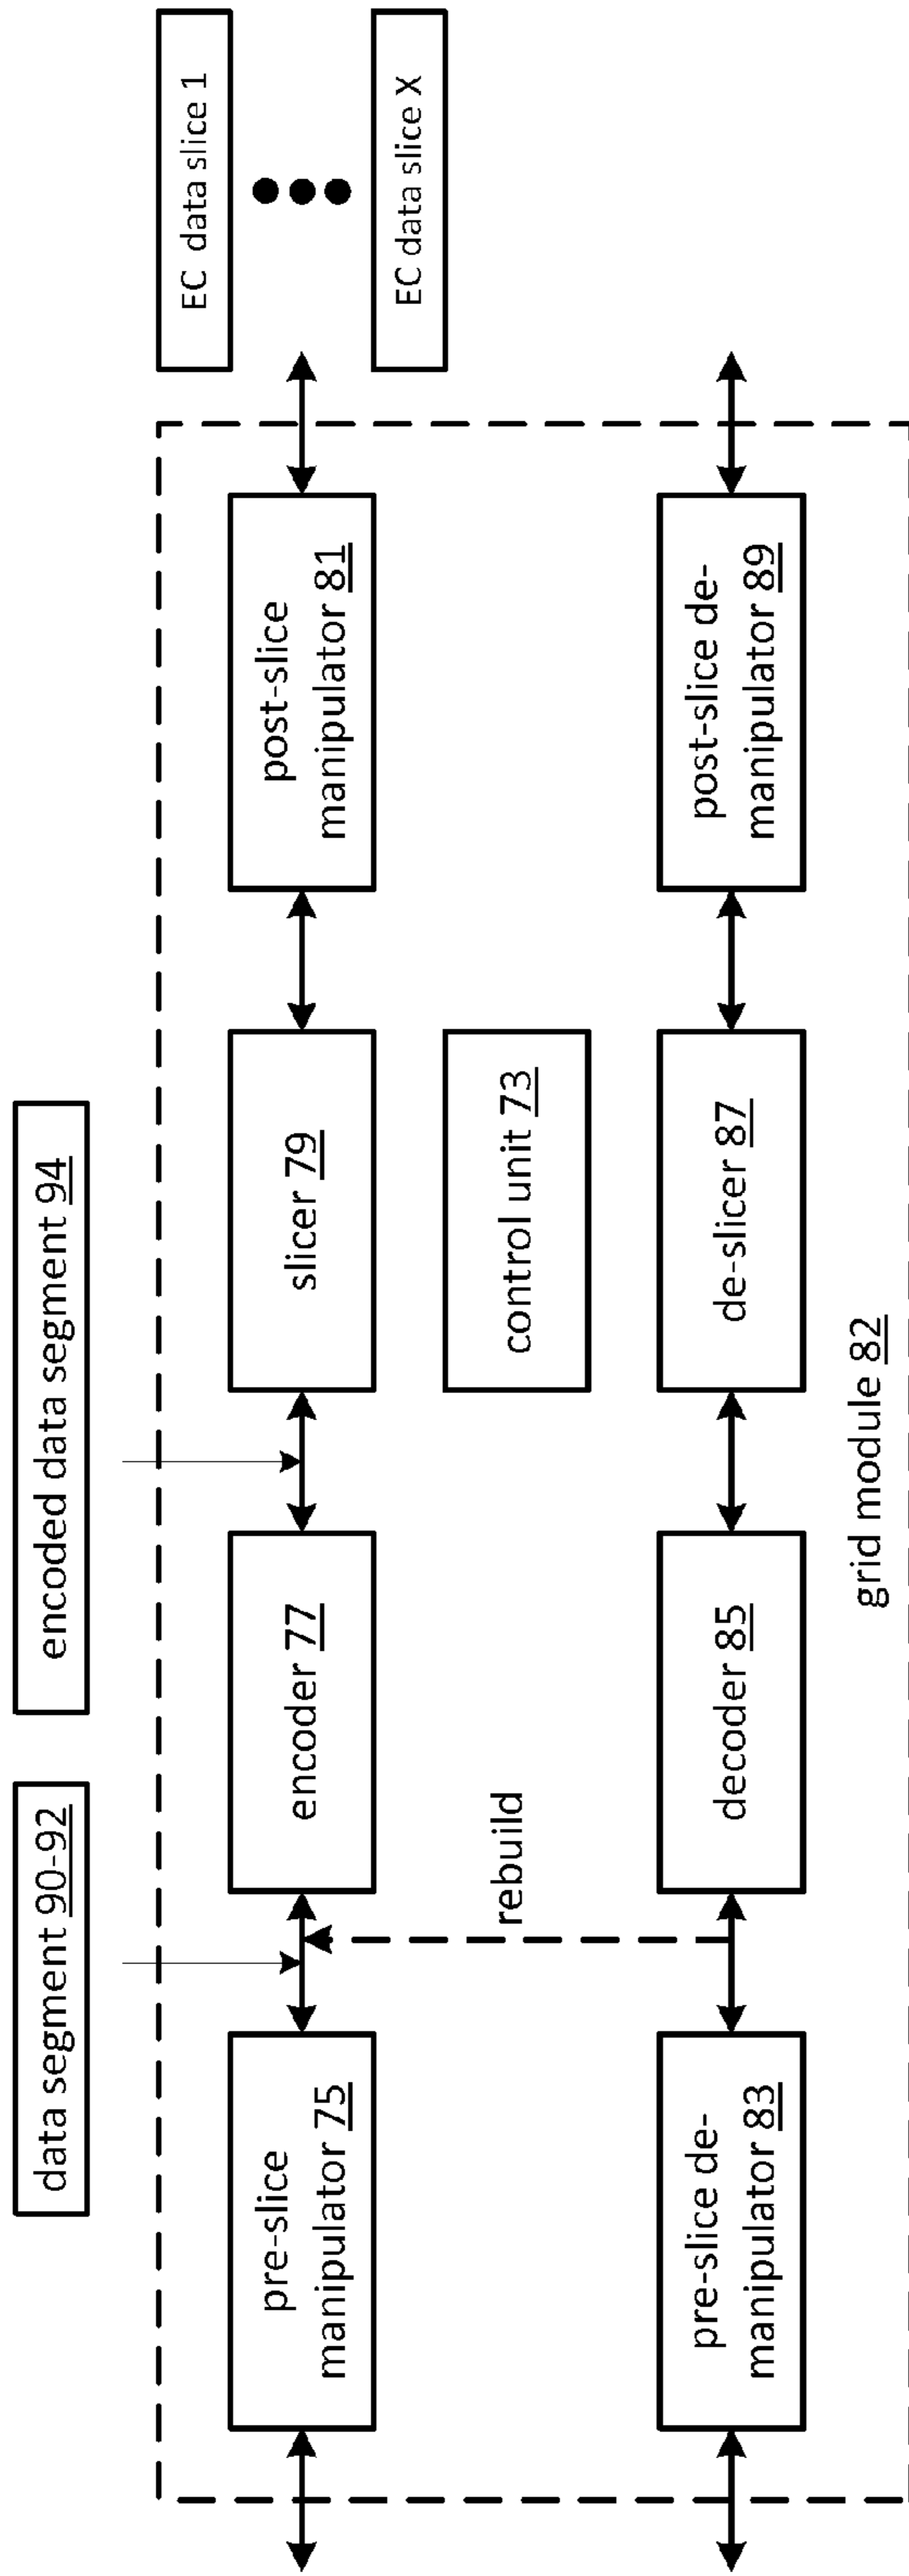 data segment 90-92
encoded data segment 94
pre-slice
manipulator 75
encoder 77
slicer 79
post-slice
manipulator 81
EC data slice 1
EC data slice X
rebuild
control unit 73
pre-slice de-
manipulator 83
decoder 85
de-slicer 87
post-slice de-
manipulator 89
grid module 82